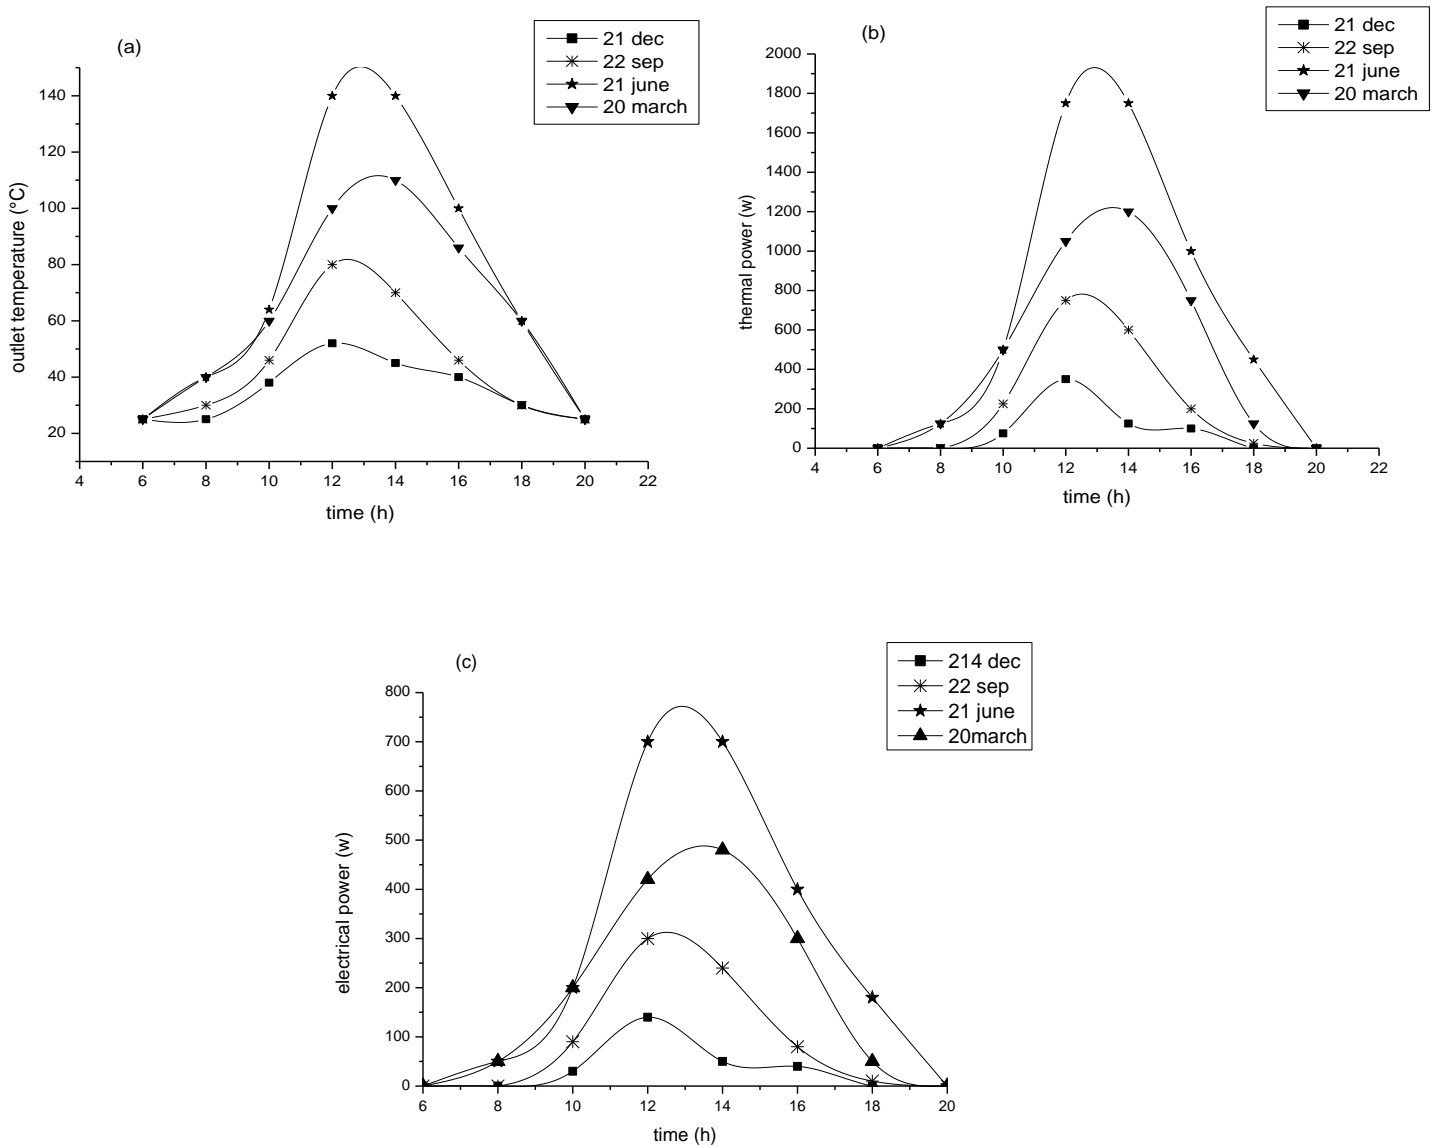 (a)
21 dec
22 sep
21 june
20 march
140
120
100
80
60
40
20
outlet temperature (°C)
4 6 8 10 12 14 16 18 20 22
time (h)
(b)
21 dec
22 sep
21 june
20 march
2000
1800
1600
1400
1200
1000
800
600
400
200
0
thermal power (w)
4 6 8 10 12 14 16 18 20 22
time (h)
(c)
214 dec
22 sep
21 june
20march
800
700
600
500
400
300
200
100
0
electrical power (w)
6 8 10 12 14 16 18 20
time (h)